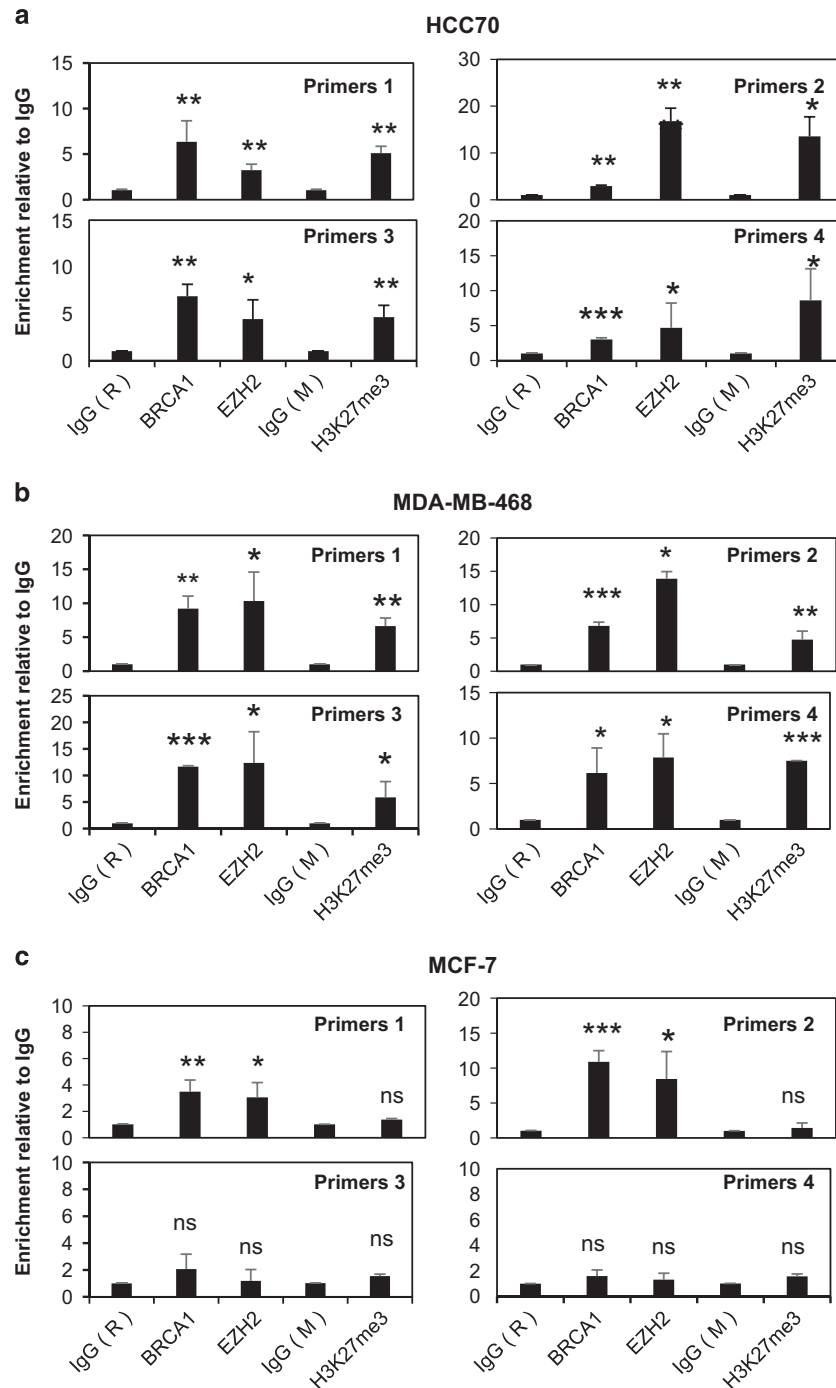 a
HCC70
Enrichment relative to IgG
15
10
5
0
Primers 1
**
**
**
30
20
10
0
Primers 2
**
**
**
*
15
10
5
0
Primers 3
**
*
**
20
15
10
5
0
Primers 4
***
*
*
IgG ( R )
BRCA1
EZH2
IgG ( M )
H3K27me3
IgG ( R )
BRCA1
EZH2
IgG ( M )
H3K27me3
b
MDA-MB-468
Enrichment relative to IgG
20
15
10
5
0
Primers 1
**
*
**
20
15
10
5
0
Primers 2
***
*
**
25
20
15
10
5
0
Primers 3
***
*
*
15
10
5
0
Primers 4
*
*
***
IgG ( R )
BRCA1
EZH2
IgG ( M )
H3K27me3
IgG ( R )
BRCA1
EZH2
IgG ( M )
H3K27me3
c
MCF-7
Enrichment relative to IgG
10
8
6
4
2
0
Primers 1
**
*
ns
20
15
10
5
0
Primers 2
***
*
ns
10
8
6
4
2
0
Primers 3
ns
ns
ns
10
8
6
4
2
0
Primers 4
ns
ns
ns
IgG ( R )
BRCA1
EZH2
IgG ( M )
H3K27me3
IgG ( R )
BRCA1
EZH2
IgG ( M )
H3K27me3